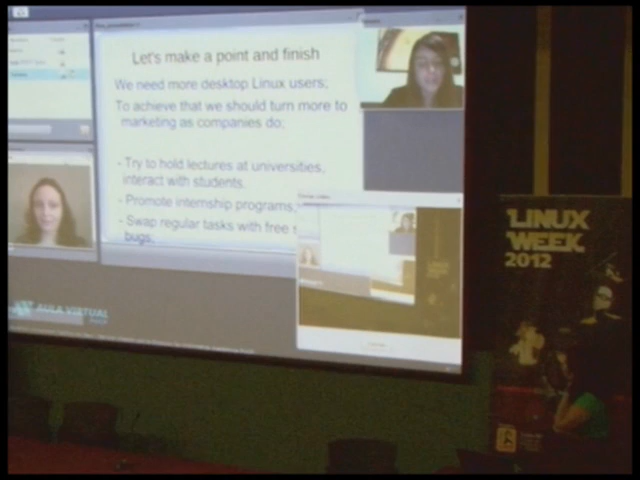 Let's make a point and finish
We need more desktop Linux users;
To achieve that we should turn more to
marketing as companies do;
- Try to hold lectures at universities,
interact with students.
- Promote internship programs,
- Swap regular tasks with free
bugs;
AULA VIRTUAL
LINUX
WEEK
2012